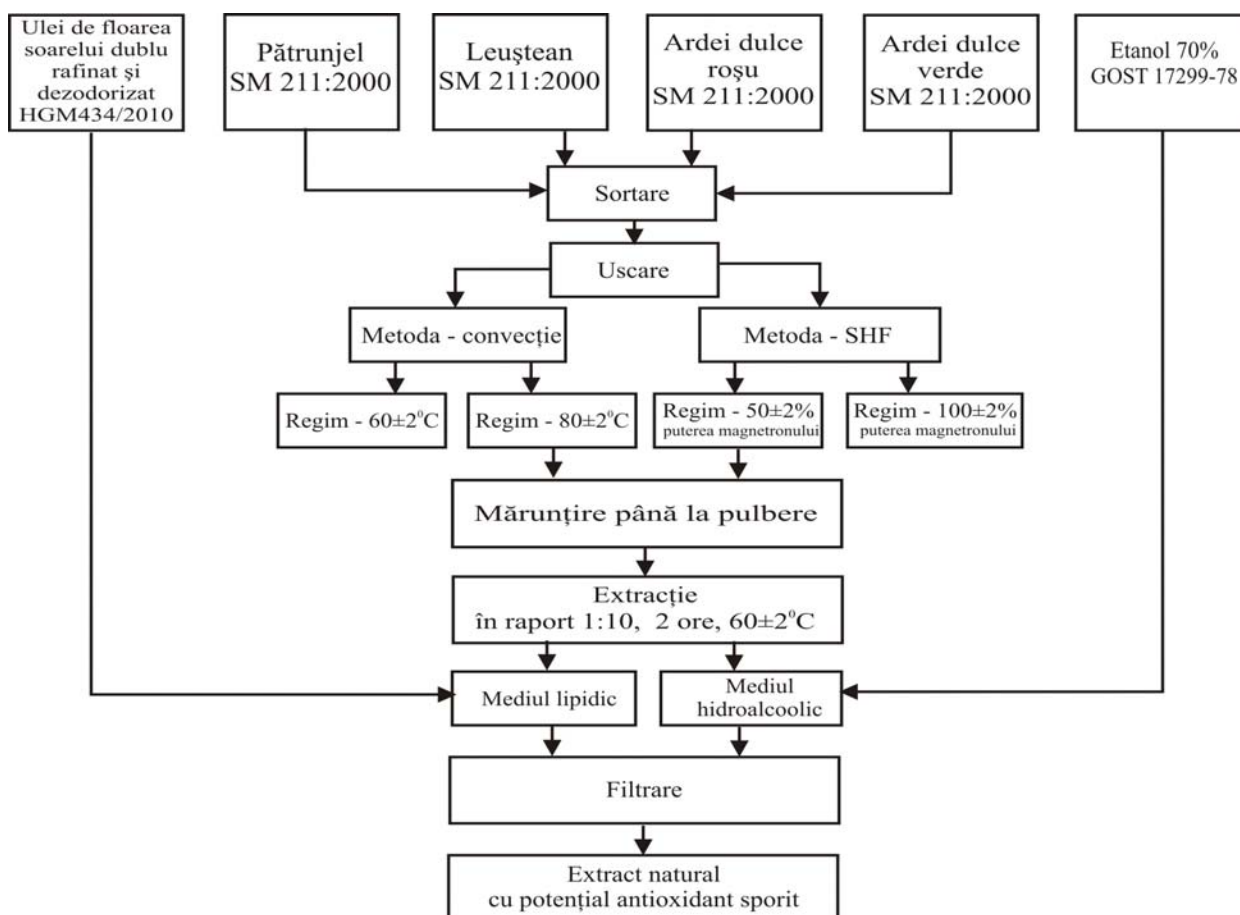 Ulei de floarea
soarelui dublu
rafinat şi
dezodorizat
HGM434/2010
Pătrunjel
SM 211:2000
Leuştean
SM 211:2000
Ardei dulce
roşu
SM 211:2000
Ardei dulce
verde
SM 211:2000
Etanol 70%
GOST 17299-78
Sortare
Uscare
Metoda - convecţie
Metoda - SHF
Regim - 60±2⁰C
Regim - 80±2⁰C
Regim - 50±2%
puterea magnetronului
Regim - 100±2%
puterea magnetronului
Mărunţire până la pulbere
Extracţie
în raport 1:10, 2 ore, 60±2⁰C
Mediul lipidic
Mediul
hidroalcoolic
Filtrare
Extract natural
cu potenţial antioxidant sporit